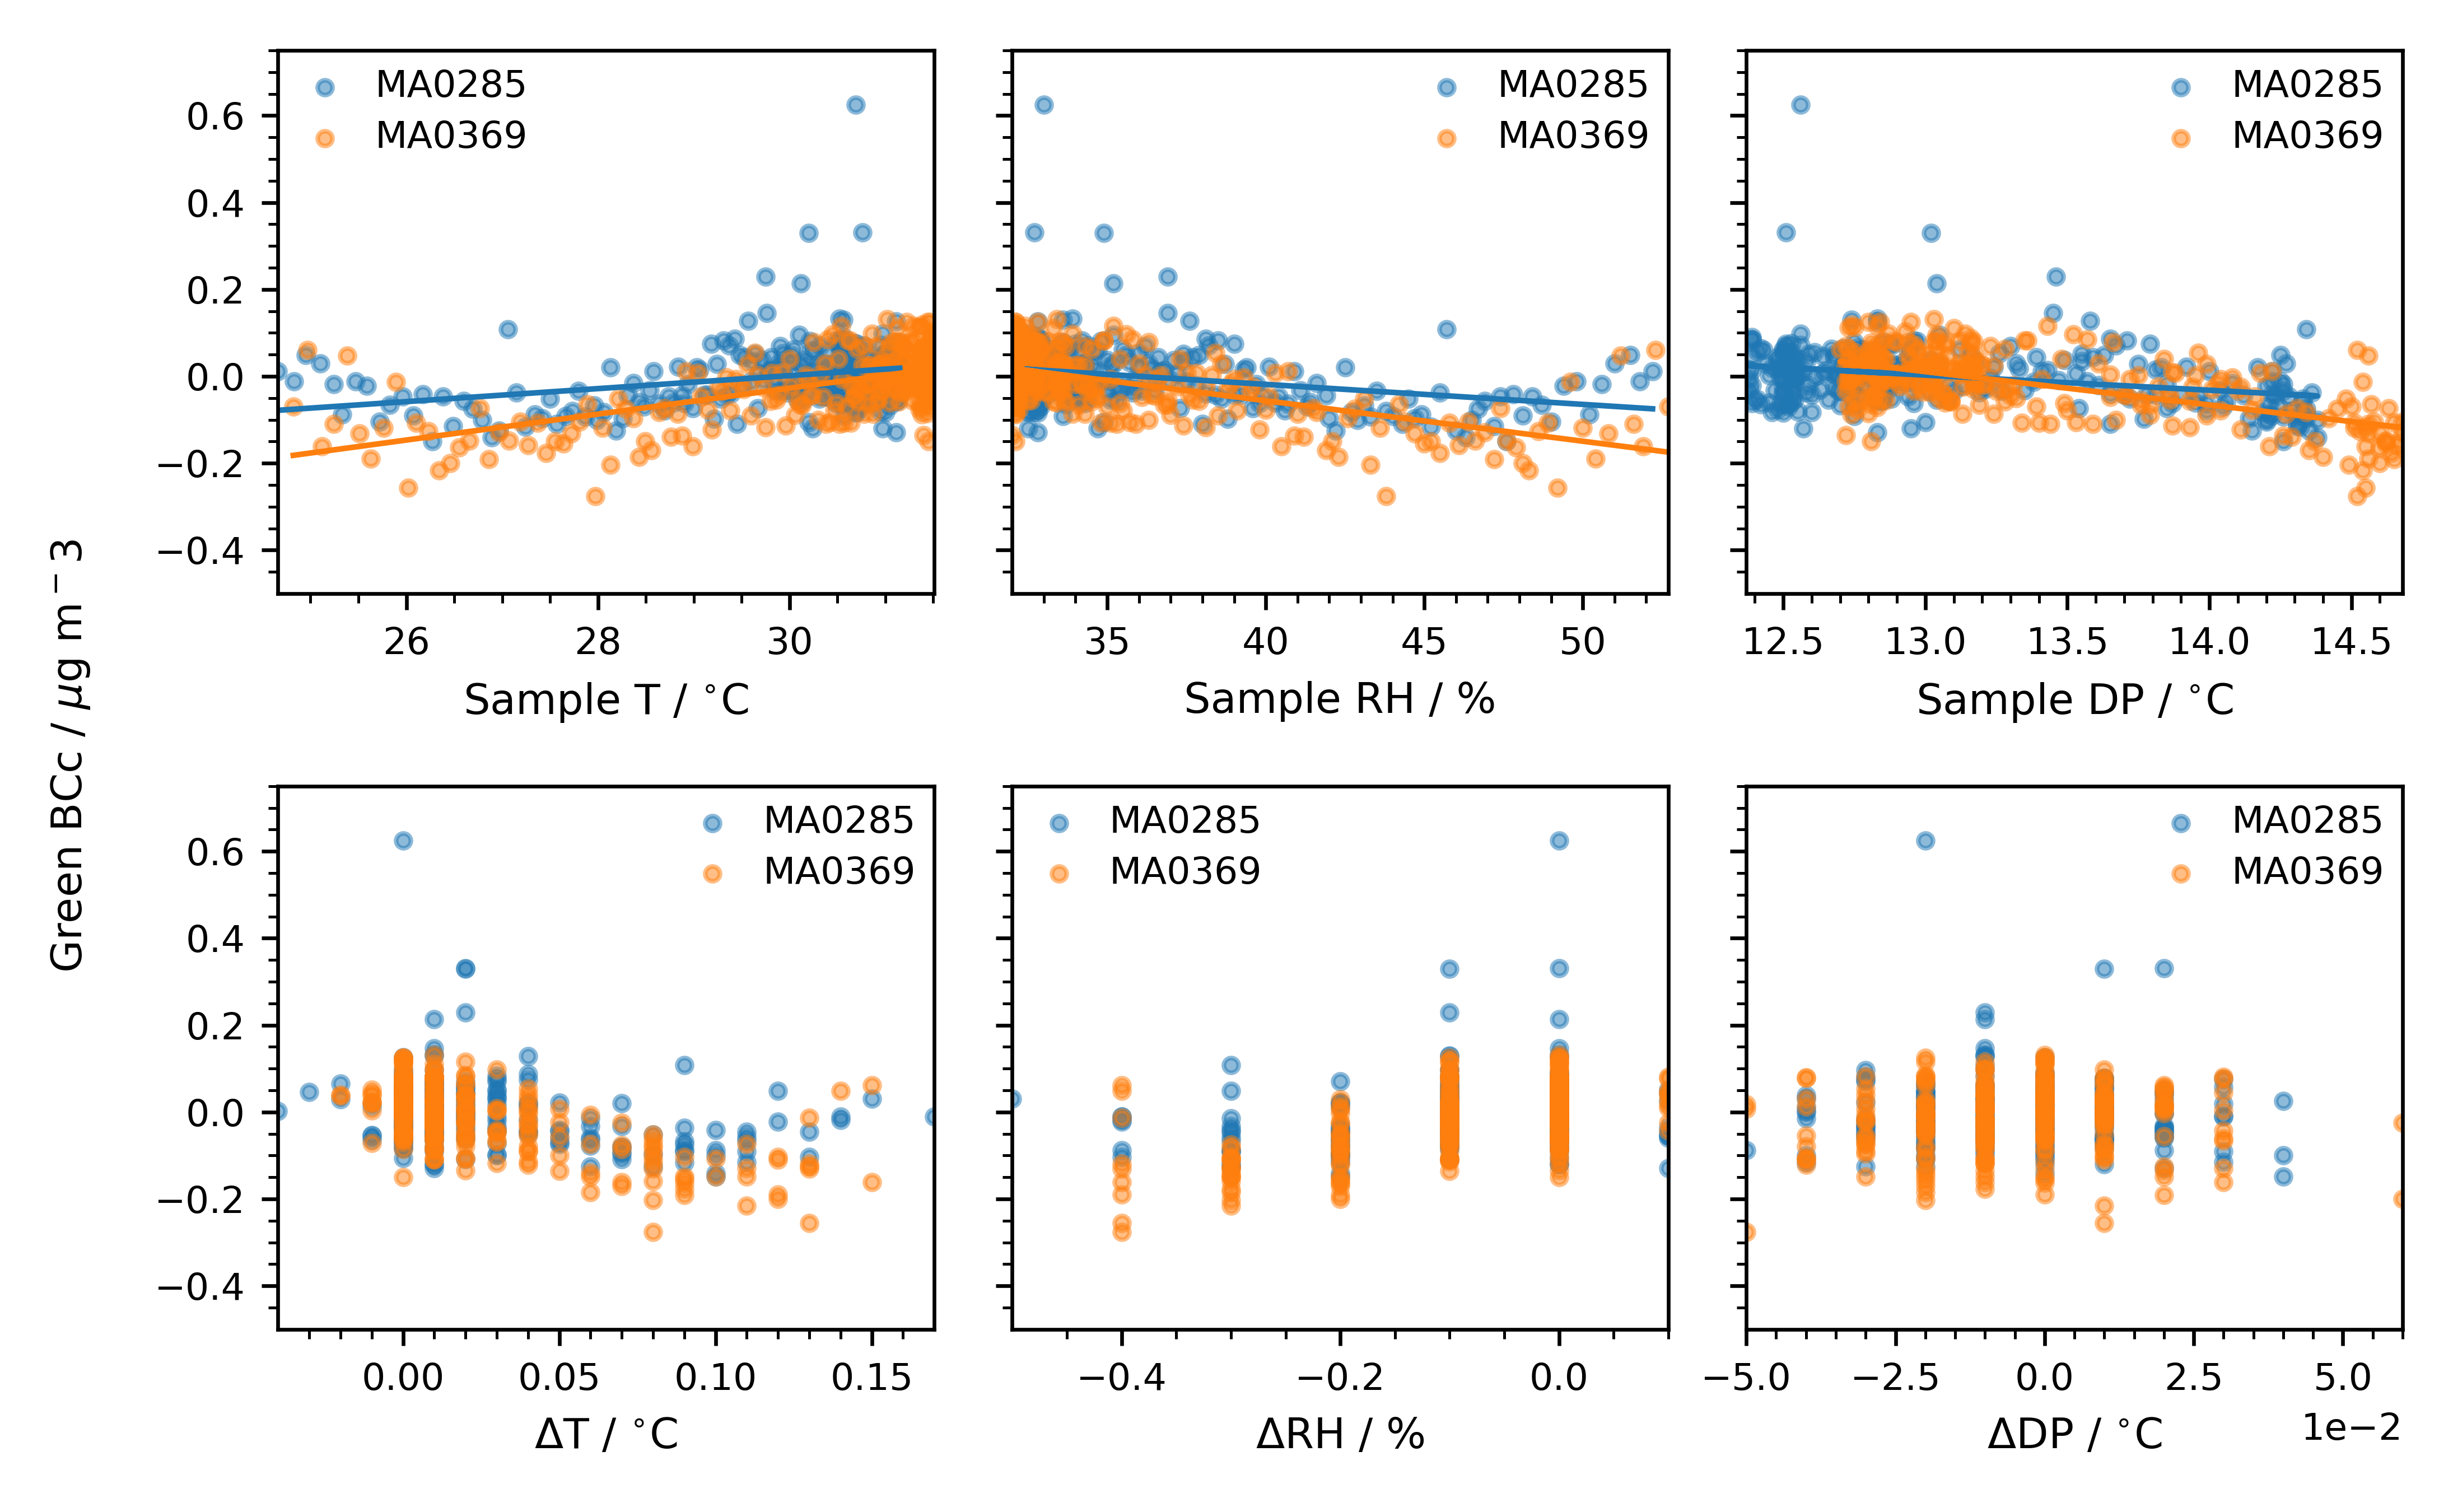 Green BCc / μg m⁻3
0.6
0.4
0.2
0.0
−0.2
−0.4
MA0285
MA0369
26 28 30
Sample T / °C
MA0285
MA0369
35 40 45 50
Sample RH / %
MA0285
MA0369
12.5 13.0 13.5 14.0 14.5
Sample DP / °C
0.6
0.4
0.2
0.0
−0.2
−0.4
MA0285
MA0369
0.00 0.05 0.10 0.15
ΔT / °C
MA0285
MA0369
−0.4 −0.2 0.0
ΔRH / %
MA0285
MA0369
−5.0 −2.5 0.0 2.5 5.0
1e−2
ΔDP / °C